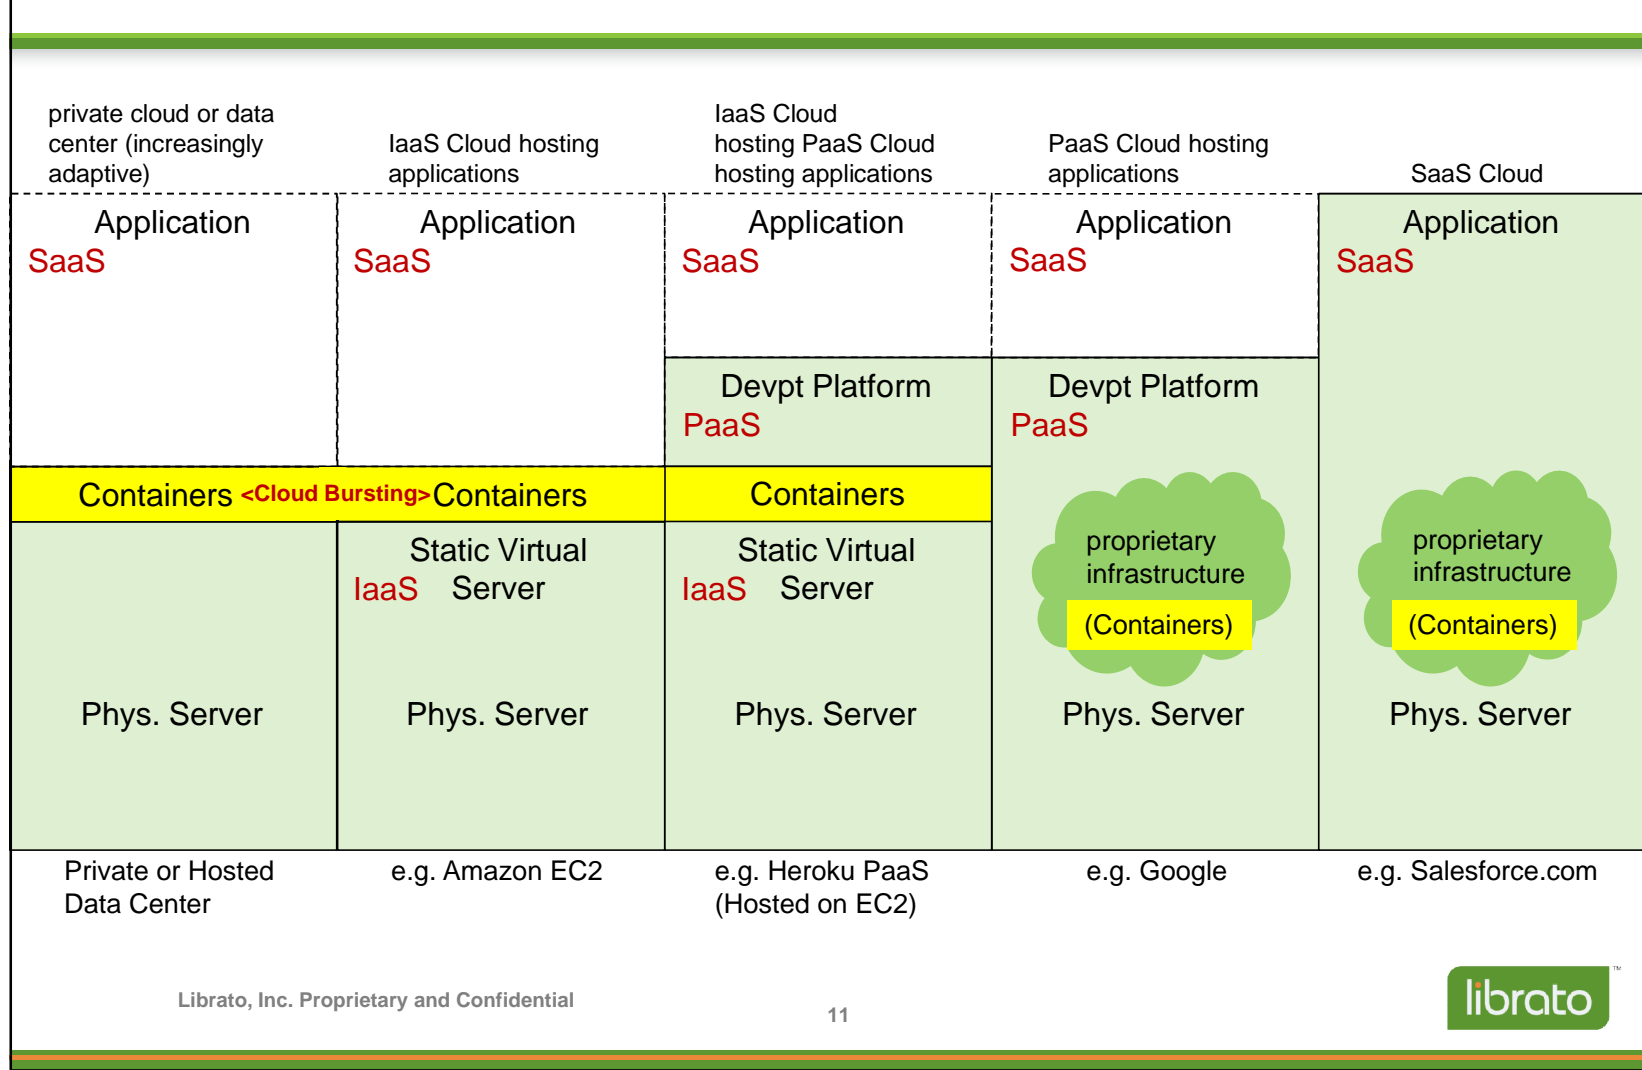 private cloud or data
center (increasingly
adaptive)
IaaS Cloud hosting
applications
IaaS Cloud
hosting PaaS Cloud
hosting applications
PaaS Cloud hosting
applications
SaaS Cloud
Application
SaaS
Application
SaaS
Application
SaaS
Application
SaaS
Application
SaaS
Devpt Platform
PaaS
Devpt Platform
PaaS
Containers <Cloud Bursting> Containers
Containers
Static Virtual
IaaS Server
Static Virtual
IaaS Server
proprietary
infrastructure
(Containers)
proprietary
infrastructure
(Containers)
Phys. Server
Phys. Server
Phys. Server
Phys. Server
Phys. Server
Private or Hosted
Data Center
e.g. Amazon EC2
e.g. Heroku PaaS
(Hosted on EC2)
e.g. Google
e.g. Salesforce.com
Librato, Inc. Proprietary and Confidential
11
librato
TM